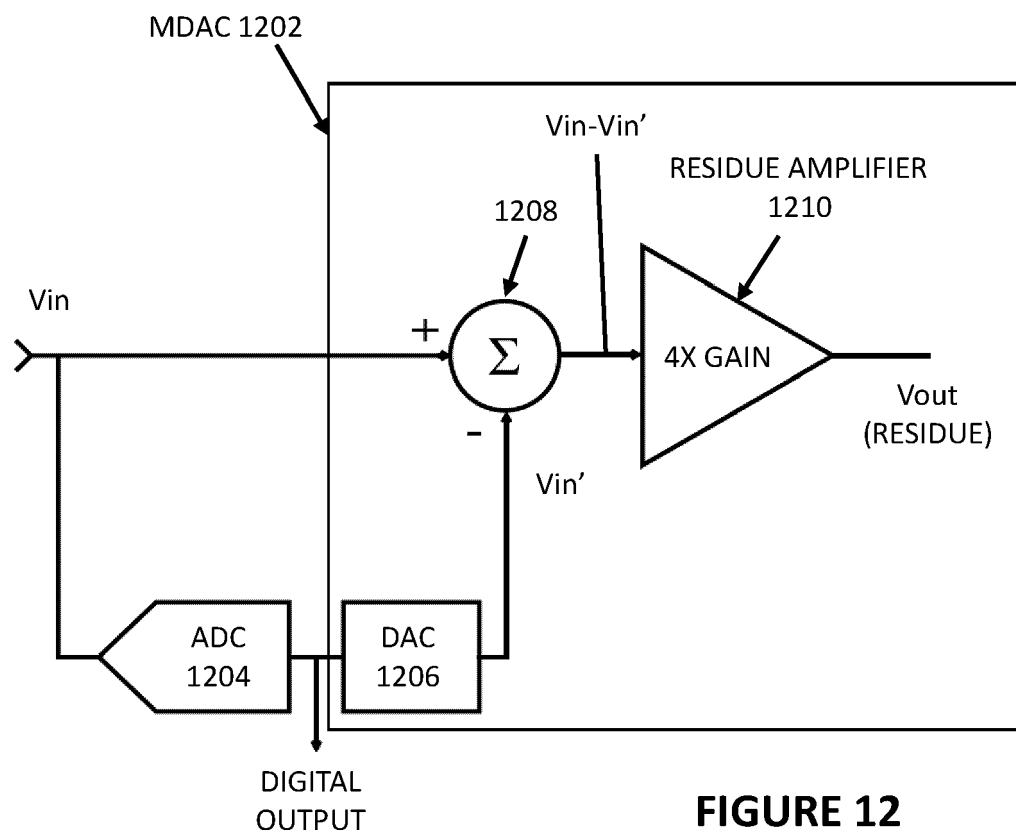 MDAC 1202
Vin-Vin’
RESIDUE AMPLIFIER
1210
1208
Vin
+
Σ
4X GAIN
Vout
(RESIDUE)
-
Vin’
ADC
1204
DAC
1206
DIGITAL
OUTPUT
FIGURE 12